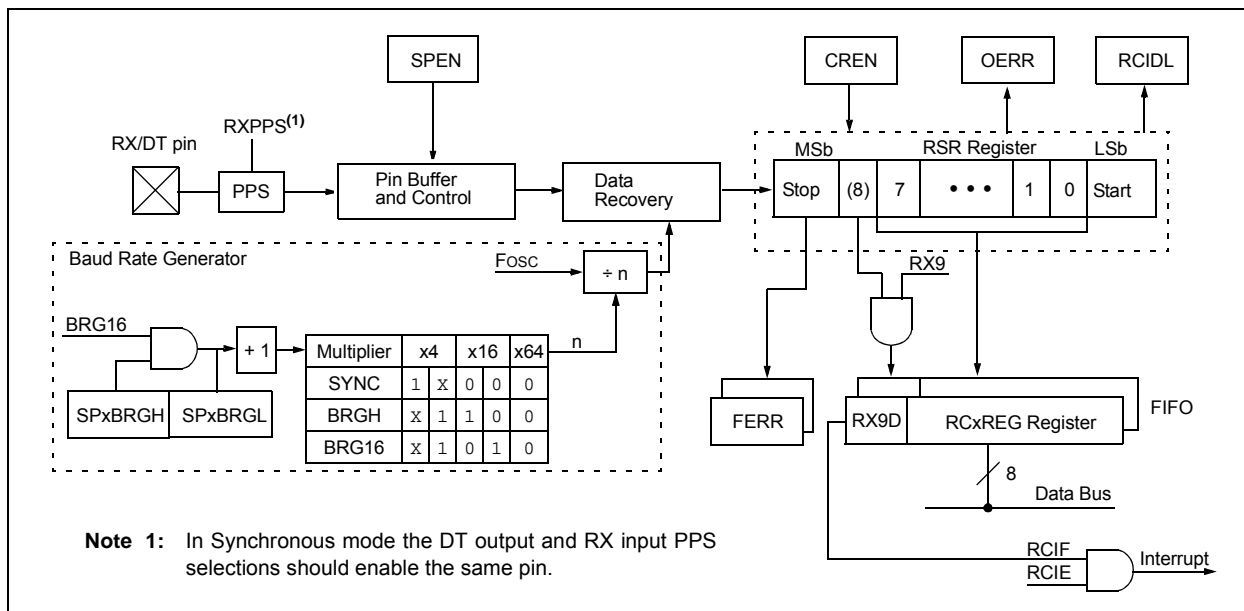 SPEN
CREN
OERR
RCIDL
RXPPS(1)
RX/DT pin
PPS
Pin Buffer
and Control
Data
Recovery
MSb
RSR Register
LSb
Stop (8) 7 • • • 1 0 Start
Baud Rate Generator
FOSC
÷ n
RX9
BRG16
+ 1
n
Multiplier x4 x16 x64
SYNC 1 X 0 0 0
BRGH X 1 1 0 0
BRG16 X 1 0 1 0
SPxBRGH SPxBRGL
FERR
RX9D
RCxREG Register
FIFO
8
Data Bus
Note 1: In Synchronous mode the DT output and RX input PPS
selections should enable the same pin.
RCIF
RCIE
Interrupt